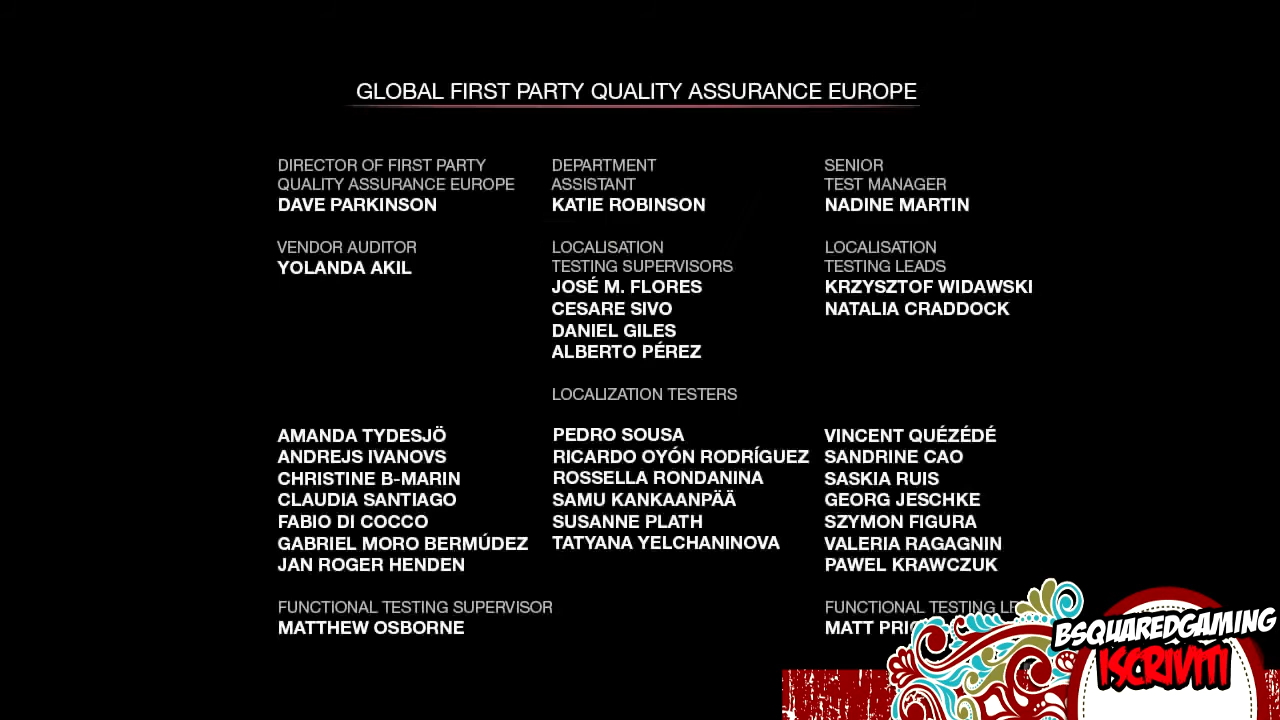 GLOBAL FIRST PARTY QUALITY ASSURANCE EUROPE
DIRECTOR OF FIRST PARTY
QUALITY ASSURANCE EUROPE
DAVE PARKINSON
DEPARTMENT
ASSISTANT
KATIE ROBINSON
SENIOR
TEST MANAGER
NADINE MARTIN
VENDOR AUDITOR
YOLANDA AKIL
LOCALISATION
TESTING SUPERVISORS
JOSÉ M. FLORES
CESARE SIVO
DANIEL GILES
ALBERTO PÉREZ
LOCALISATION
TESTING LEADS
KRZYSZTOF WIDAWSKI
NATALIA CRADDOCK
LOCALIZATION TESTERS
AMANDA TYDESJÖ
ANDREJS IVANOVS
CHRISTINE B-MARIN
CLAUDIA SANTIAGO
FABIO DI COCCO
GABRIEL MORO BERMÚDEZ
JAN ROGER HENDEN
PEDRO SOUSA
RICARDO OYÓN RODRÍGUEZ
ROSSELLA RONDANINA
SAMU KANKAANPÄÄ
SUSANNE PLATH
TATYANA YELCHANINOVA
VINCENT QUÉZÉDÉ
SANDRINE CAO
SASKIA RUIS
GEORG JESCHKE
SZYMON FIGURA
VALERIA RAGAGNIN
PAWEL KRAWCZUK
FUNCTIONAL TESTING SUPERVISOR
MATTHEW OSBORNE
FUNCTIONAL TESTING
MATT
BSQUAREDGAMING
ISCRIVITI